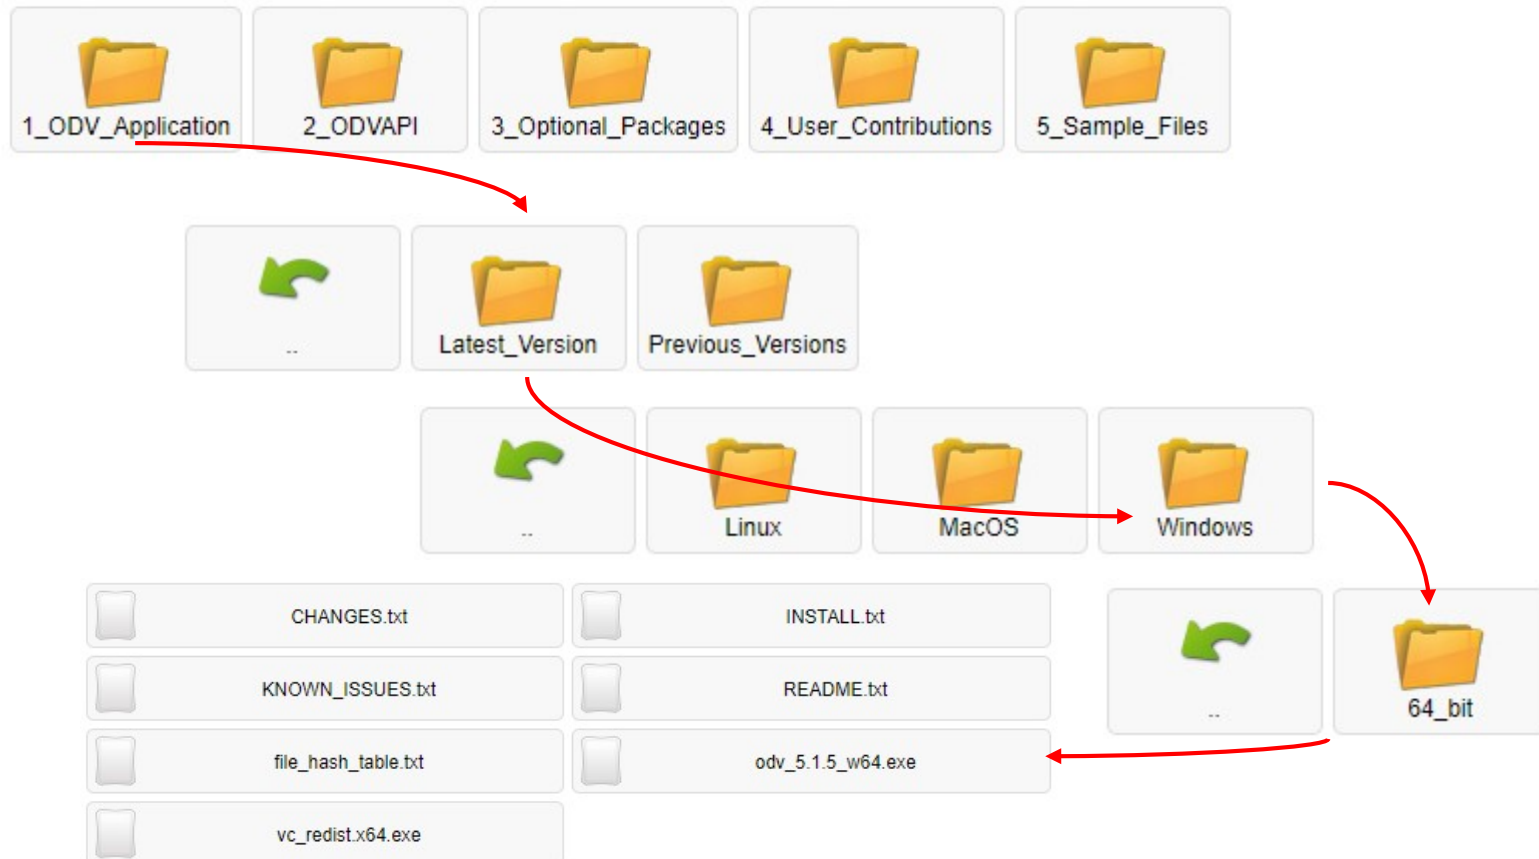 1_ODV_Application
2_ODVAPI
3_Optional_Packages
4_User_Contributions
5_Sample_Files
..
Latest_Version
Previous_Versions
..
Linux
MacOS
Windows
CHANGES.txt
INSTALL.txt
KNOWN_ISSUES.txt
README.txt
..
64_bit
file_hash_table.txt
odv_5.1.5_w64.exe
vc_redist.x64.exe